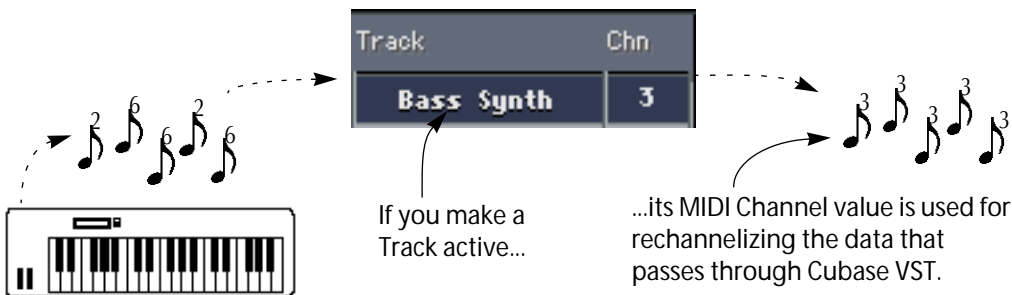 Track Chn
Bass Synth 3
2 6 2 6 6
3 3 3 3 3
If you make a
Track active...
...its MIDI Channel value is used for
rechannelizing the data that
passes through Cubase VST.